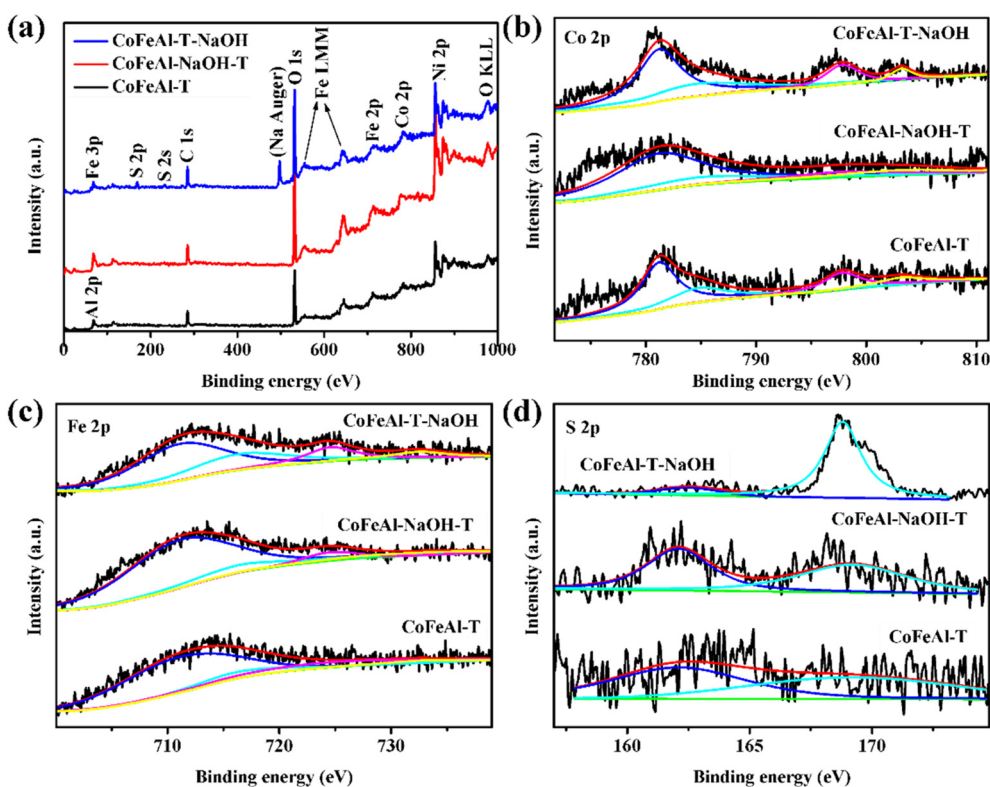 (a)
CoFeAl-T-NaOH
CoFeAl-NaOH-T
CoFeAl-T
Fe 3p
S 2p
S 2s
C 1s
(Na Auger)
O 1s
Fe LMM
Fe 2p
Co 2p
Ni 2p
O KLL
Al 2p
Intensity (a.u.)
0 200 400 600 800 1000
Binding energy (eV)
(b)
Co 2p
CoFeAl-T-NaOH
CoFeAl-NaOH-T
CoFeAl-T
Intensity (a.u.)
780 790 800 810
Binding energy (eV)
(c)
Fe 2p
CoFeAl-T-NaOH
CoFeAl-NaOH-T
CoFeAl-T
Intensity (a.u.)
710 720 730
Binding energy (eV)
(d)
S 2p
CoFeAl-T-NaOH
CoFeAl-NaOH-T
CoFeAl-T
Intensity (a.u.)
160 165 170
Binding energy (eV)